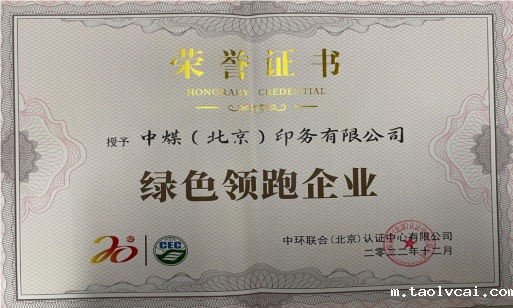 荣誉证书
HONORARY CREDENTIAL
授予 中煤（北京）印务有限公司
绿色领跑企业
20 CEC
中环联合(北京)认证中心有限公司
二零二二年十二月
m.taolvcai.com